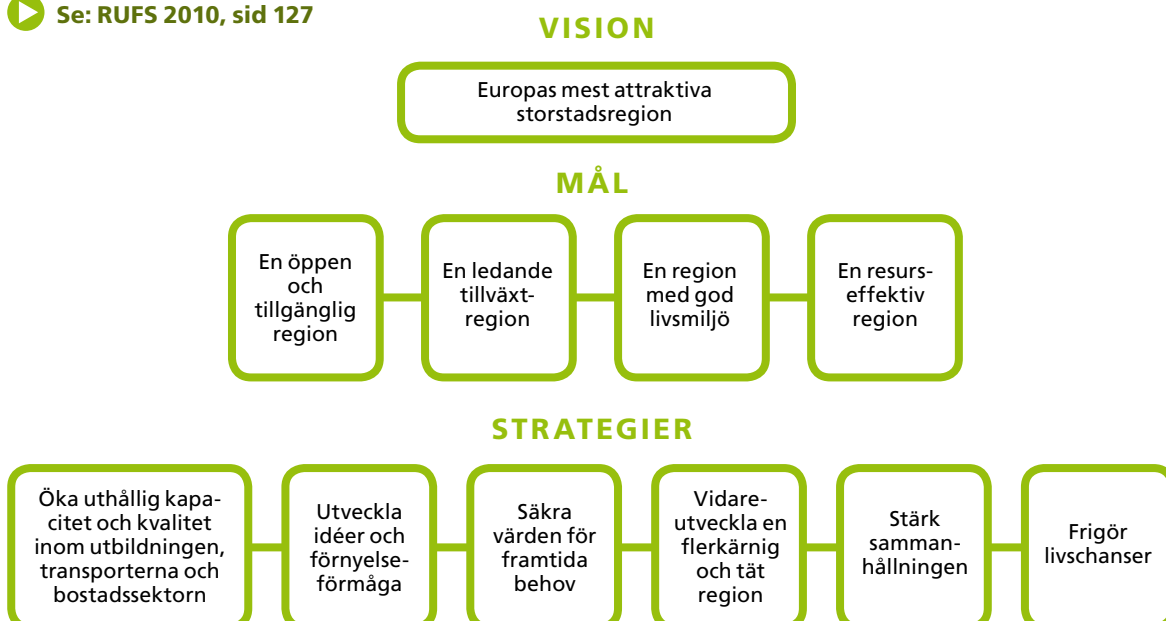 Se: RUFS 2010, sid 127
VISION
Europas mest attraktiva
storstadsregion
MÅL
En öppen
och
tillgänglig
region
En ledande
tillväxt-
region
En region
med god
livsmiljö
En resurs-
effektiv
region
STRATEGIER
Öka uthållig kapa-
citet och kvalitet
inom utbildningen,
transporterna och
bostadssektorn
Utveckla
idéer och
förnyelse-
förmåga
Säkra
värden för
framtida
behov
Vidare-
utveckla en
flerkärnig
och tät
region
Stärk
samman-
hållningen
Frigör
livschanser